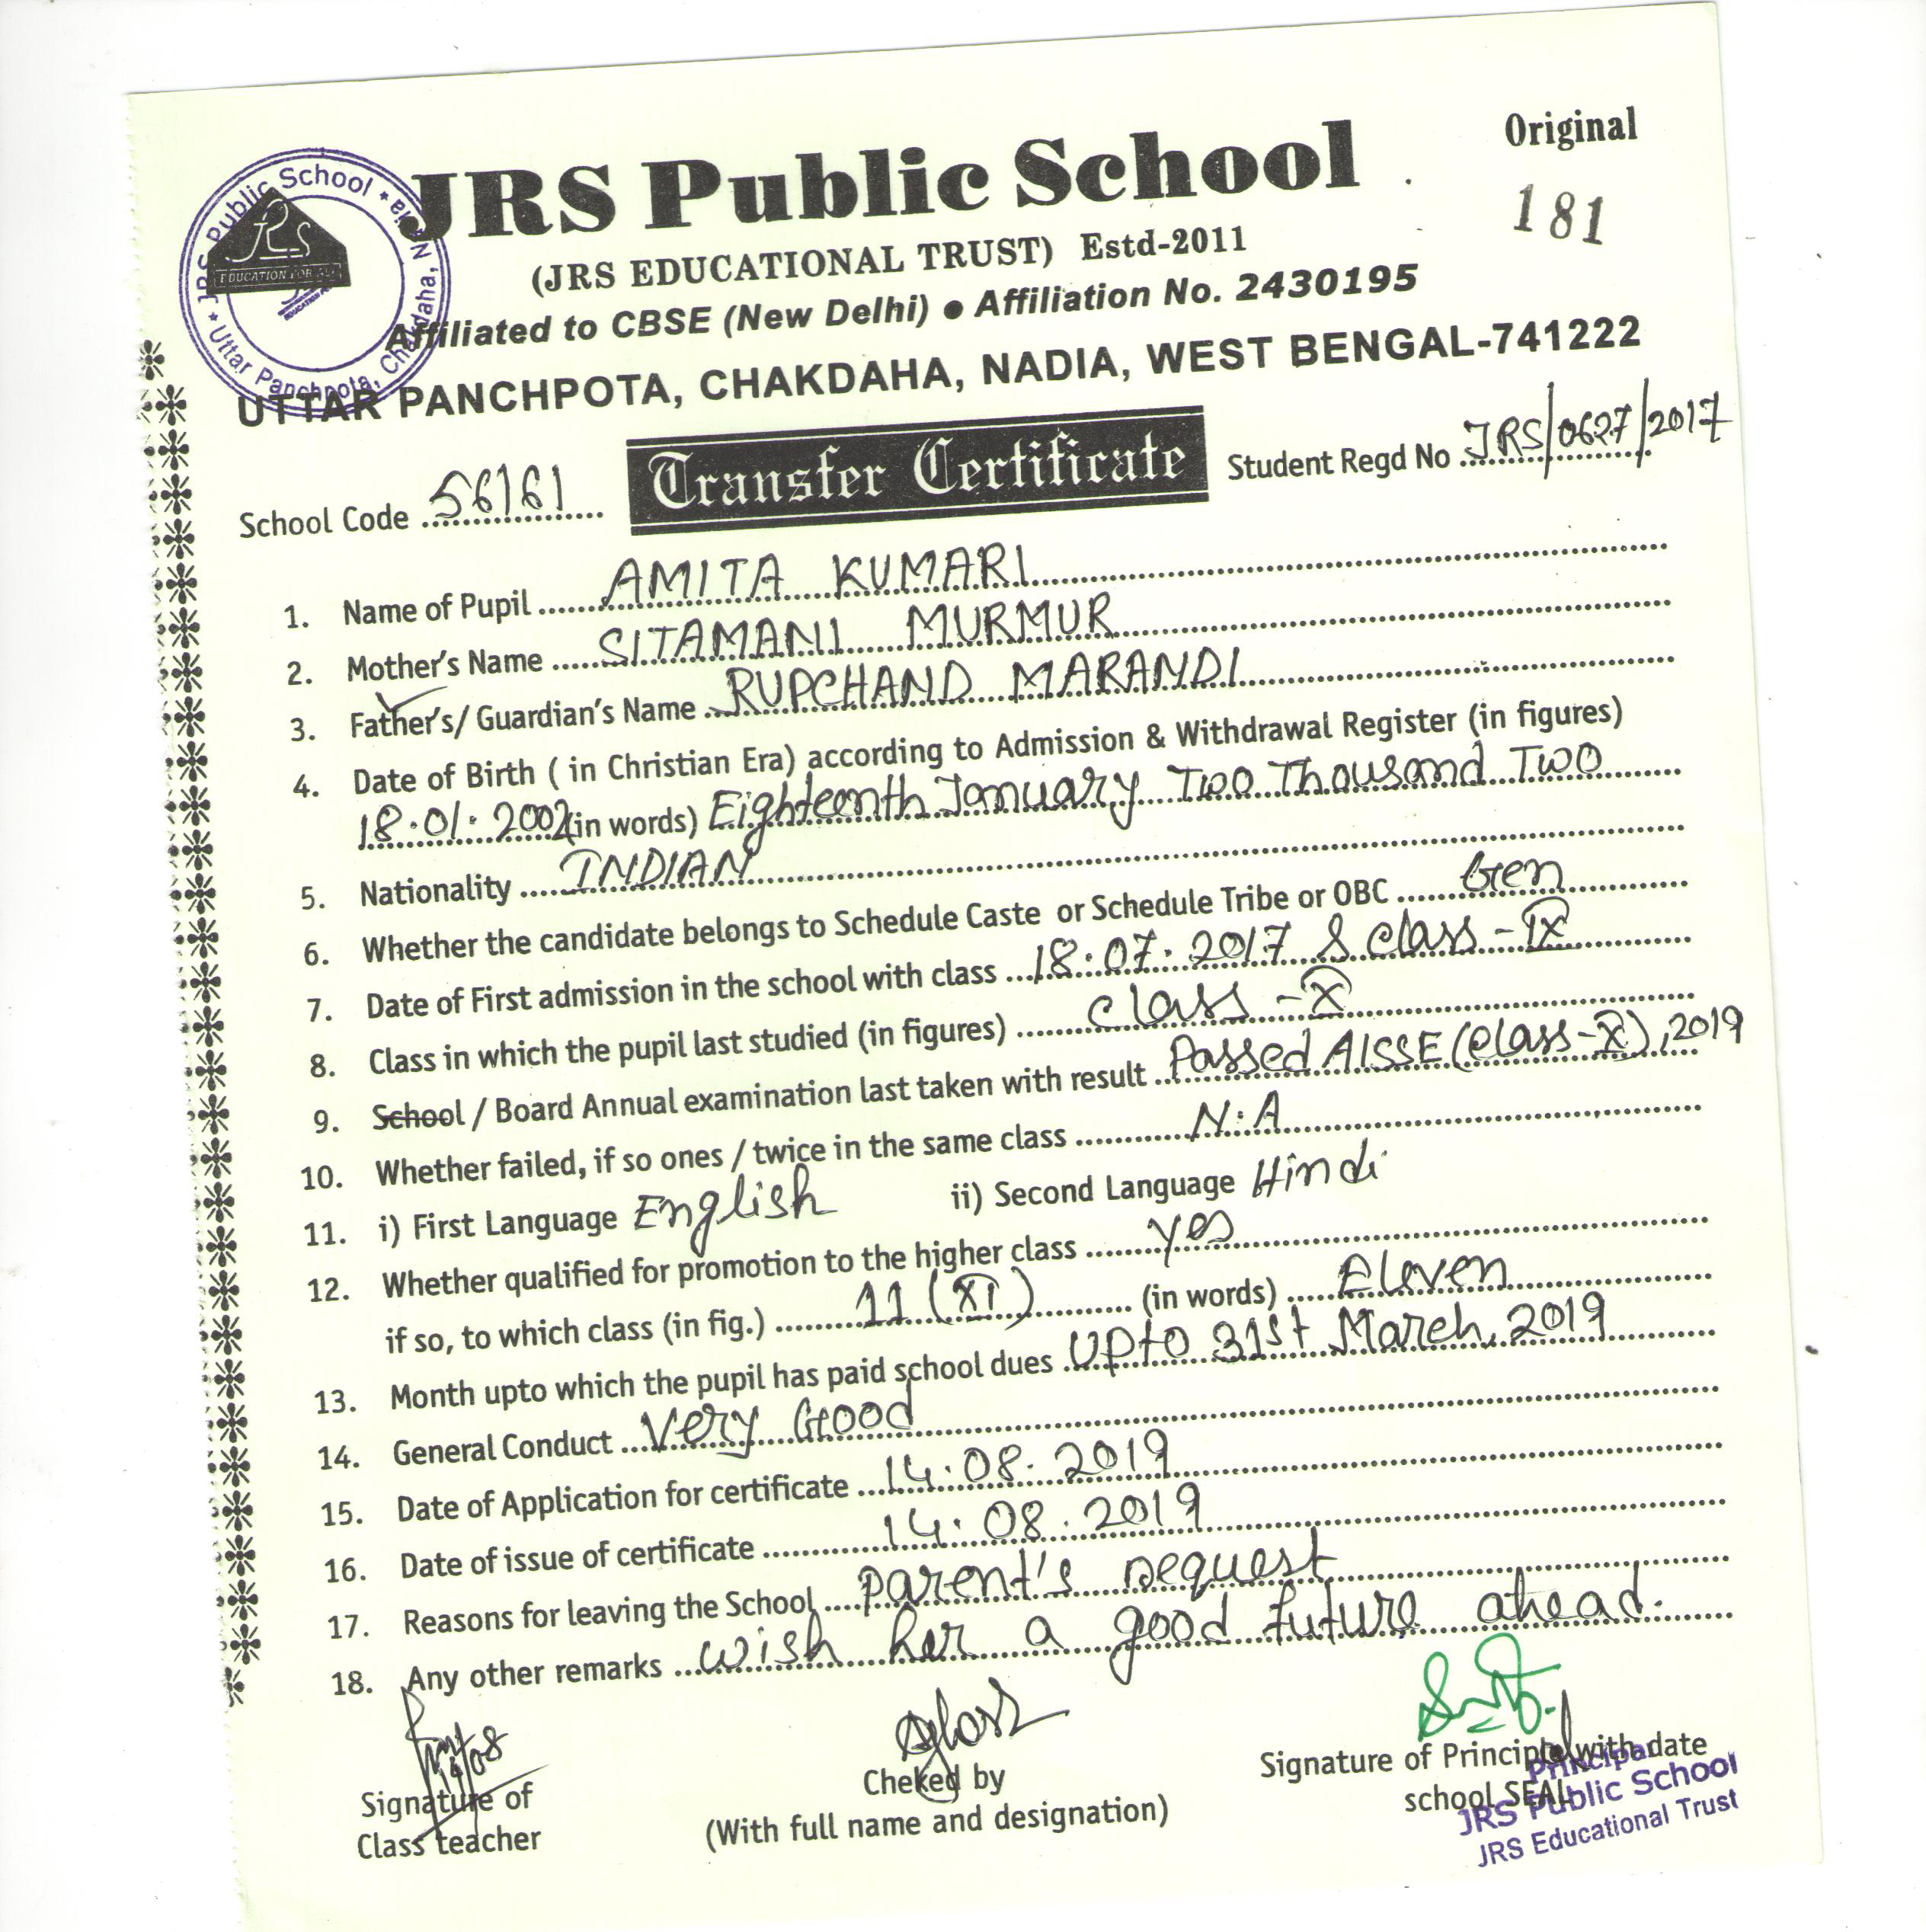 Original
JRS Public School
181
(JRS EDUCATIONAL TRUST) Estd-2011
Affiliated to CBSE (New Delhi) ● Affiliation No. 2430195
UTTAR PANCHPOTA, CHAKDAHA, NADIA, WEST BENGAL-741222
JRS Public School * Uttar Panchpota, Chakdaha, Nadia *
JRS
EDUCATION FOR ALL
School Code 56161
Transfer Certificate
Student Regd No JRS/0627/2017
1. Name of Pupil AMITA KUMARI
2. Mother's Name SITAMANI MURMUR
3. Father's/ Guardian's Name RUPCHAND MARANDI
4. Date of Birth ( in Christian Era) according to Admission & Withdrawal Register (in figures)
18.01.2002 (in words) Eighteenth January Two Thousand Two
5. Nationality INDIAN
6. Whether the candidate belongs to Schedule Caste or Schedule Tribe or OBC Gen
7. Date of First admission in the school with class 18.07.2017 & class - IX
8. Class in which the pupil last studied (in figures) class - X
9. School / Board Annual examination last taken with result Passed AISSE (class-X), 2019
10. Whether failed, if so ones / twice in the same class N.A
11. i) First Language English ii) Second Language Hindi
12. Whether qualified for promotion to the higher class yes
if so, to which class (in fig.) 11 (XI) (in words) Eleven
13. Month upto which the pupil has paid school dues Upto 31st March, 2019
14. General Conduct Very Good
15. Date of Application for certificate 14.08.2019
16. Date of issue of certificate 14.08.2019
17. Reasons for leaving the School parent's request
18. Any other remarks wish her a good future ahead.
Signature of
Class teacher
Cheked by
(With full name and designation)
Signature of Principle with date
school SEAL
Principal
JRS Public School
JRS Educational Trust